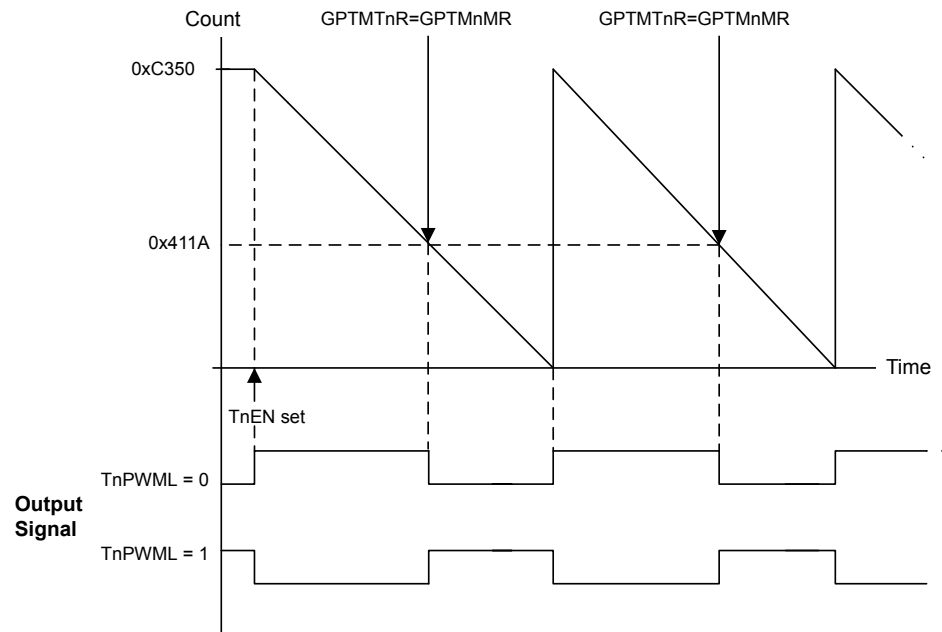 Count
GPTMTnR=GPTMnMR
GPTMTnR=GPTMnMR
0xC350
0x411A
Time
TnEN set
TnPWML = 0
Output
Signal
TnPWML = 1